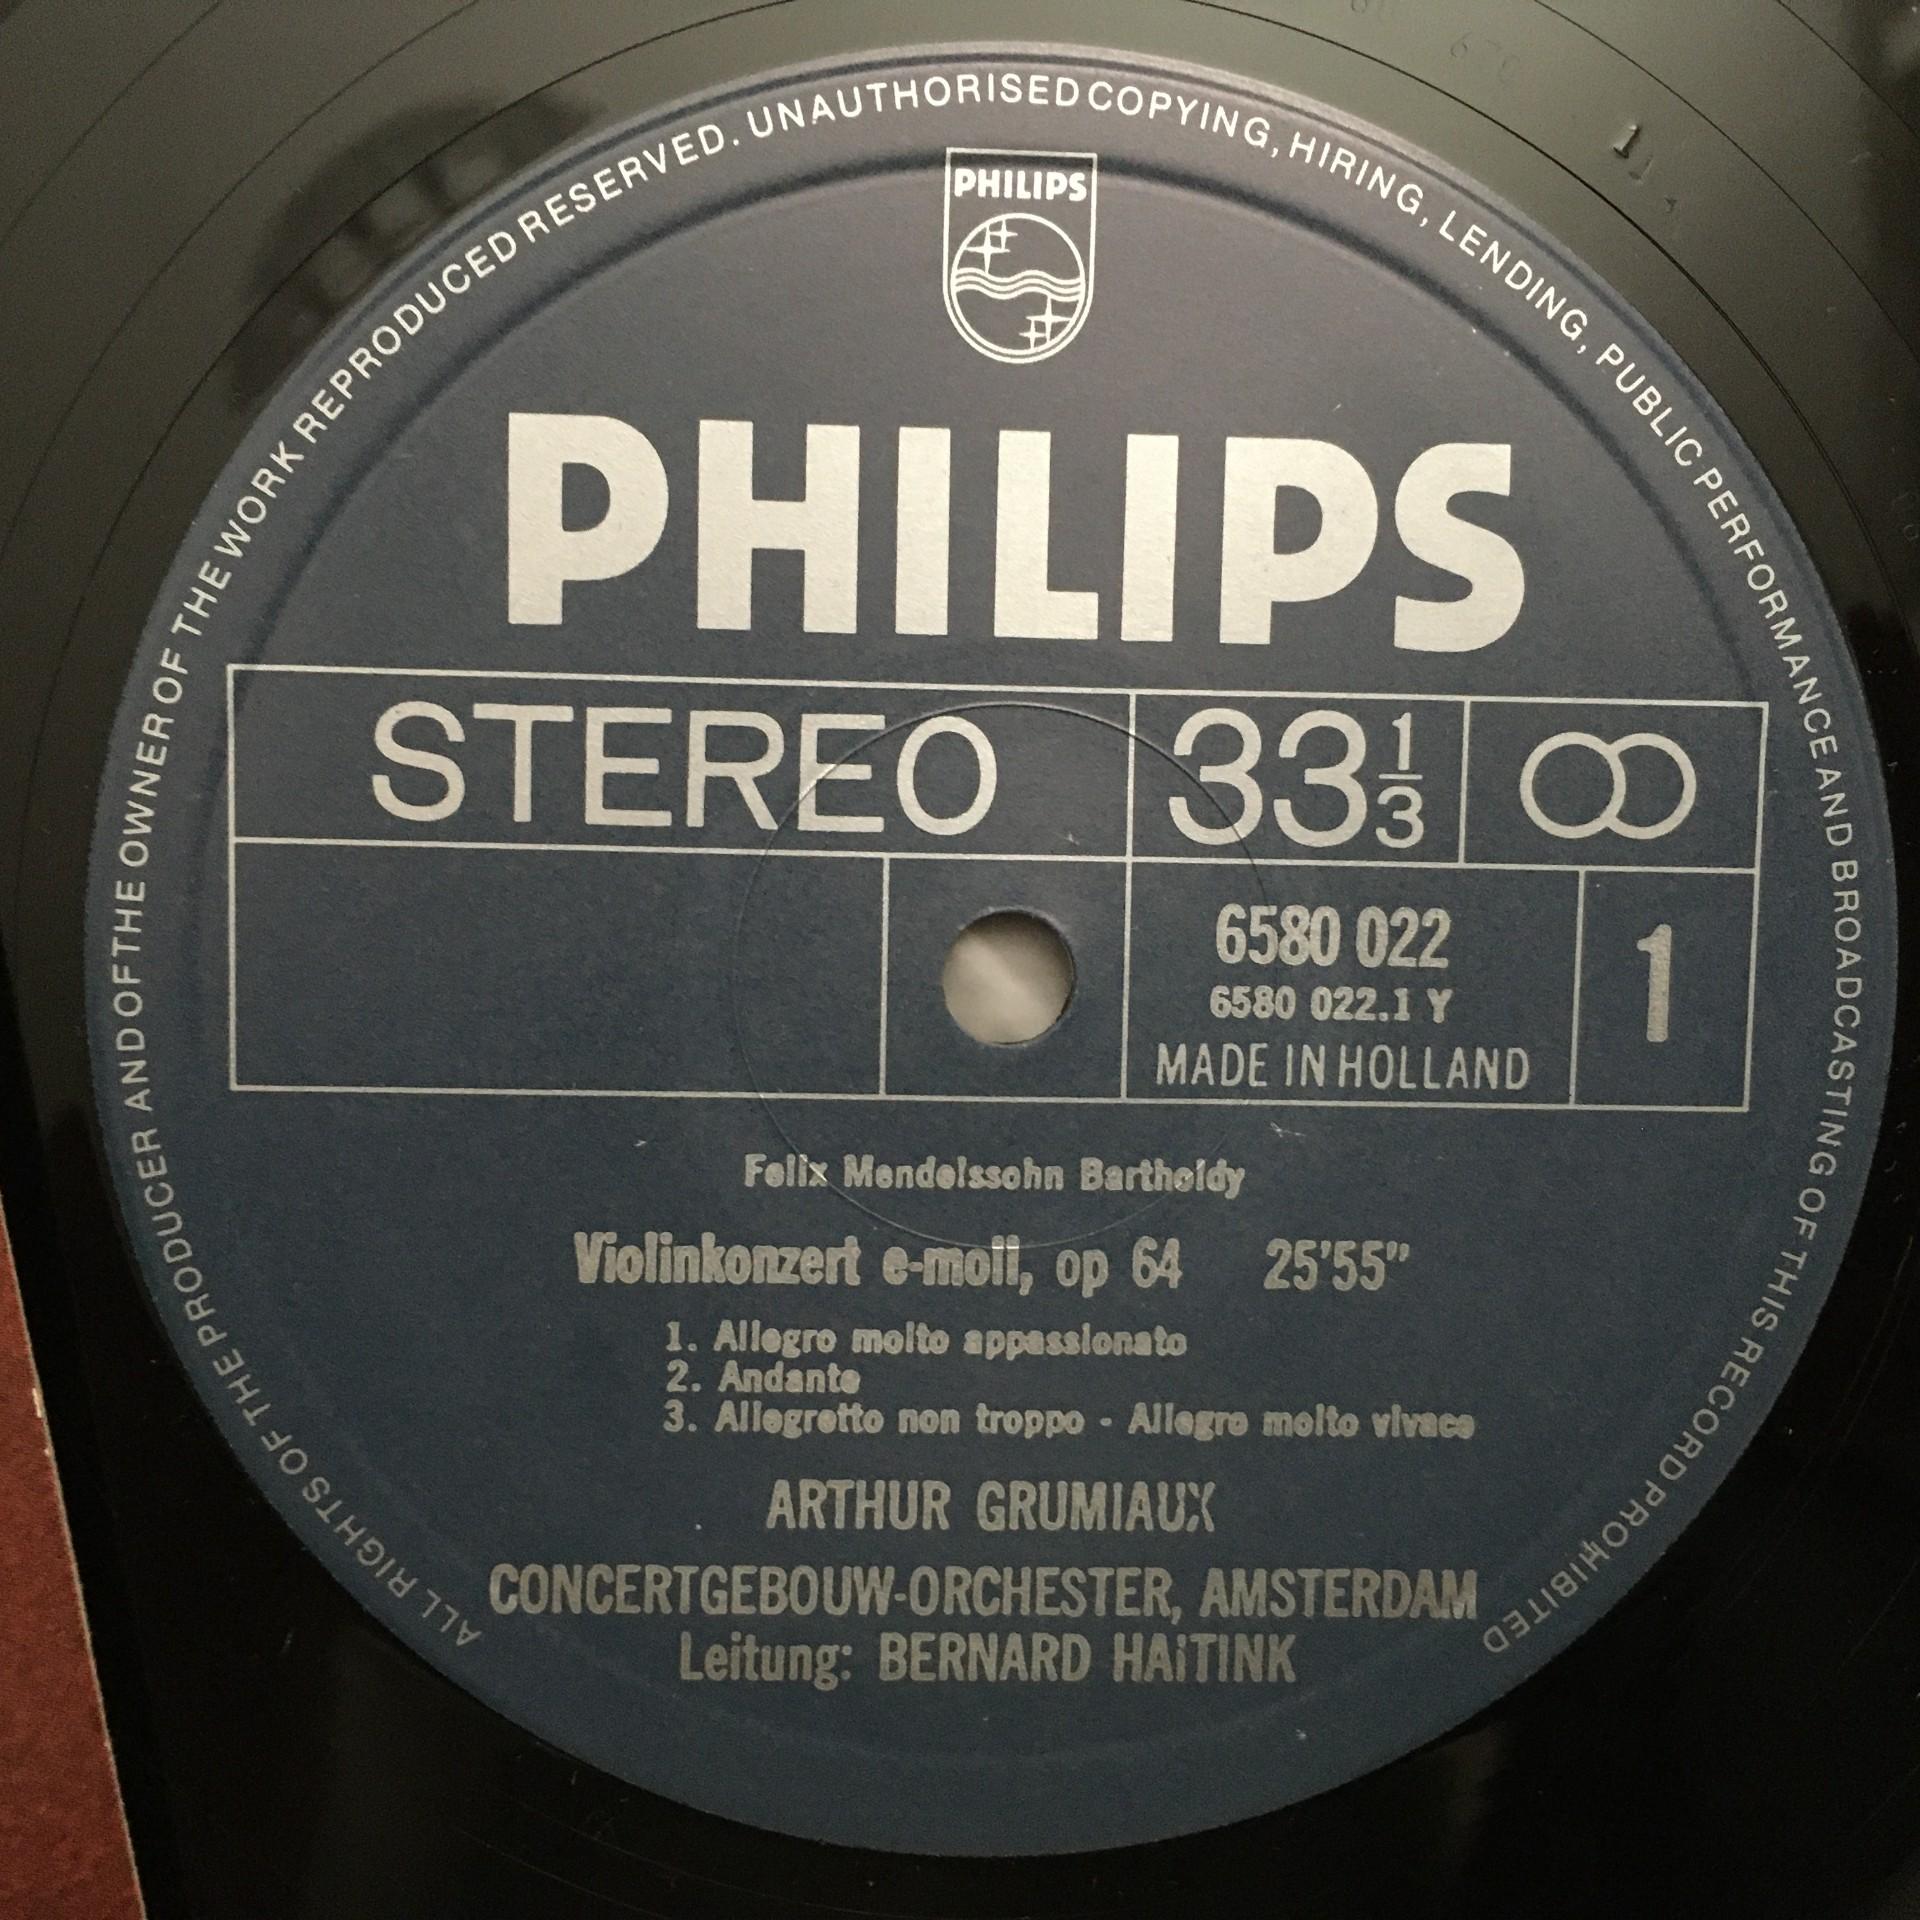 ALL RIGHTS OF THE PRODUCER AND OF THE OWNER OF THE WORK REPRODUCED RESERVED. UNAUTHORISED COPYING, HIRING, LENDING, PUBLIC PERFORMANCE AND BROADCASTING OF THIS RECORD PROHIBITED
PHILIPS
PHILIPS
STEREO 33 1/3
6580 022
6580 022.1 Y
MADE IN HOLLAND
1
Felix Mendelssohn Bartholdy
Violinkonzert e-moll, op 64 25'55"
1. Allegro molto appassionato
2. Andante
3. Allegretto non troppo - Allegro molto vivace
ARTHUR GRUMIAUX
CONCERTGEBOUW-ORCHESTER, AMSTERDAM
Leitung: BERNARD HAiTINK